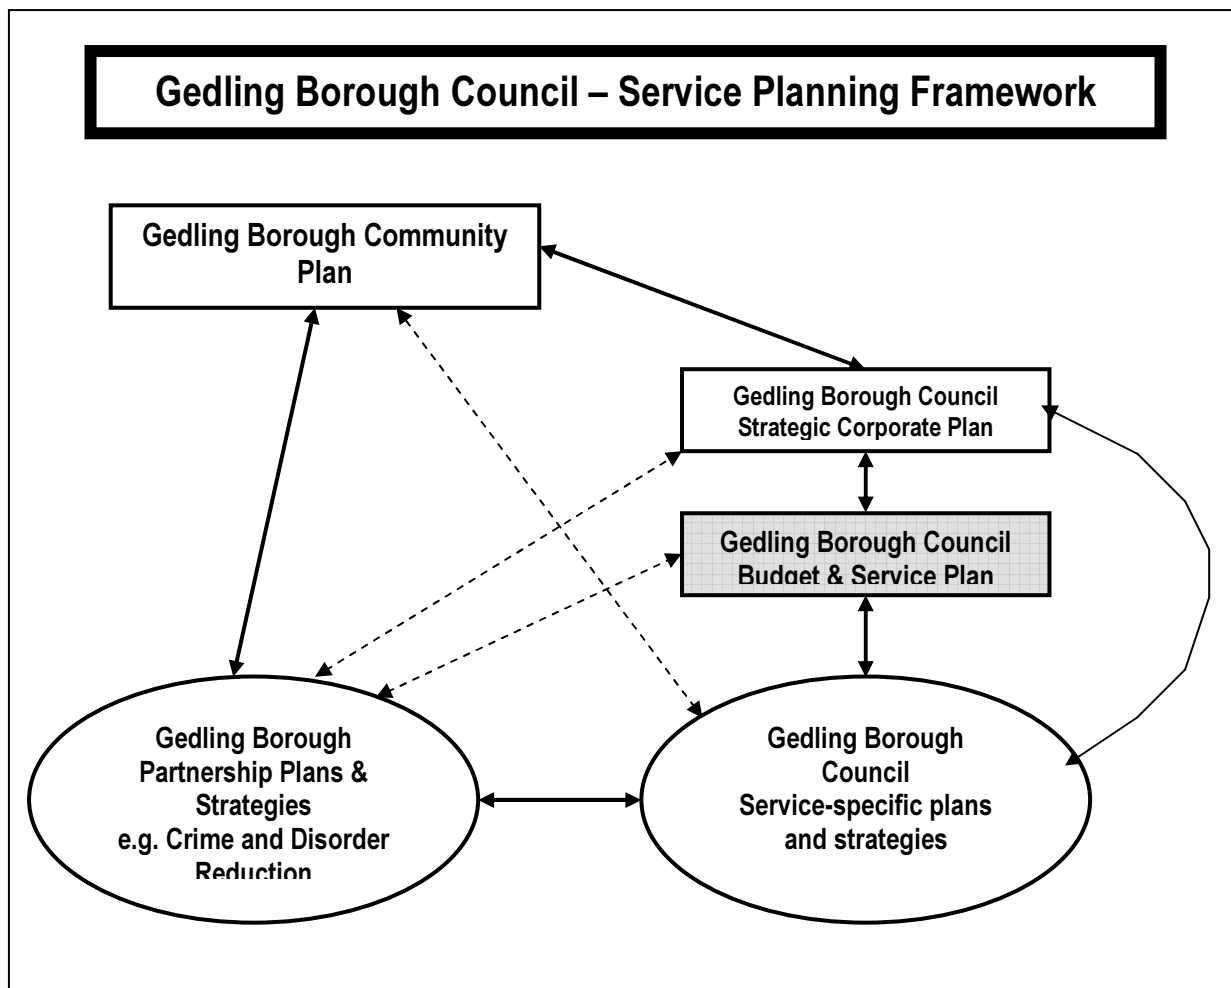 Gedling Borough Council – Service Planning Framework
Gedling Borough Community
Plan
Gedling Borough Council
Strategic Corporate Plan
Gedling Borough Council
Budget & Service Plan
Gedling Borough
Partnership Plans &
Strategies
e.g. Crime and Disorder
Reduction
Gedling Borough
Council
Service-specific plans
and strategies